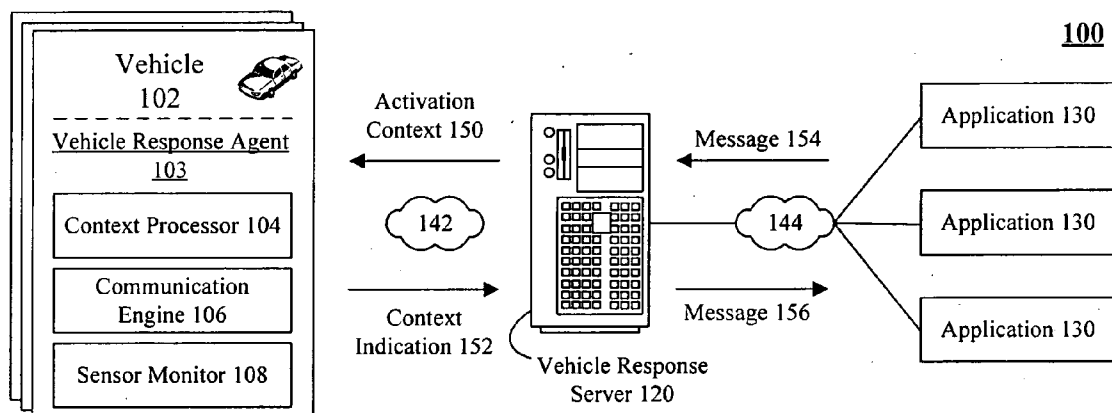 100
Vehicle
102
Vehicle Response Agent
103
Context Processor 104
Communication
Engine 106
Sensor Monitor 108
Activation
Context 150
142
Context
Indication 152
Vehicle Response
Server 120
Message 154
144
Message 156
Application 130
Application 130
Application 130